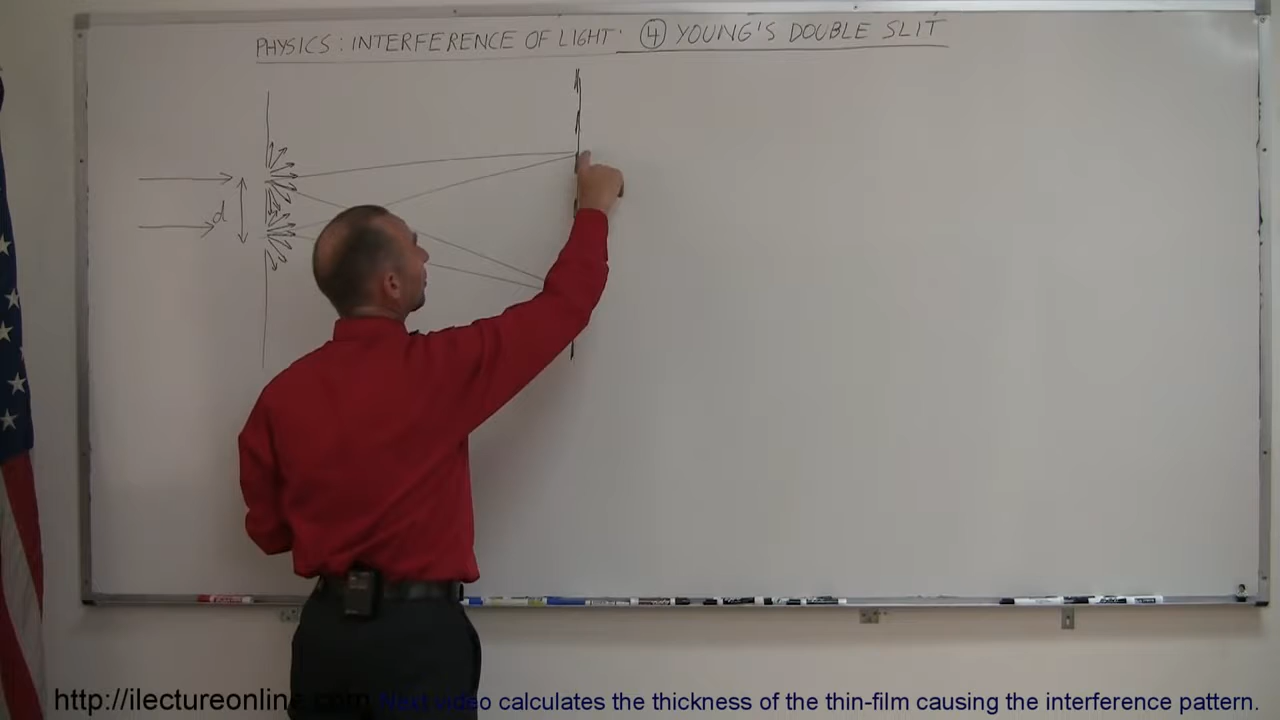 PHYSICS: INTERFERENCE OF LIGHT: ④ YOUNG'S DOUBLE SLIT
d
http://ilectureonline.com Next video calculates the thickness of the thin-film causing the interference pattern.